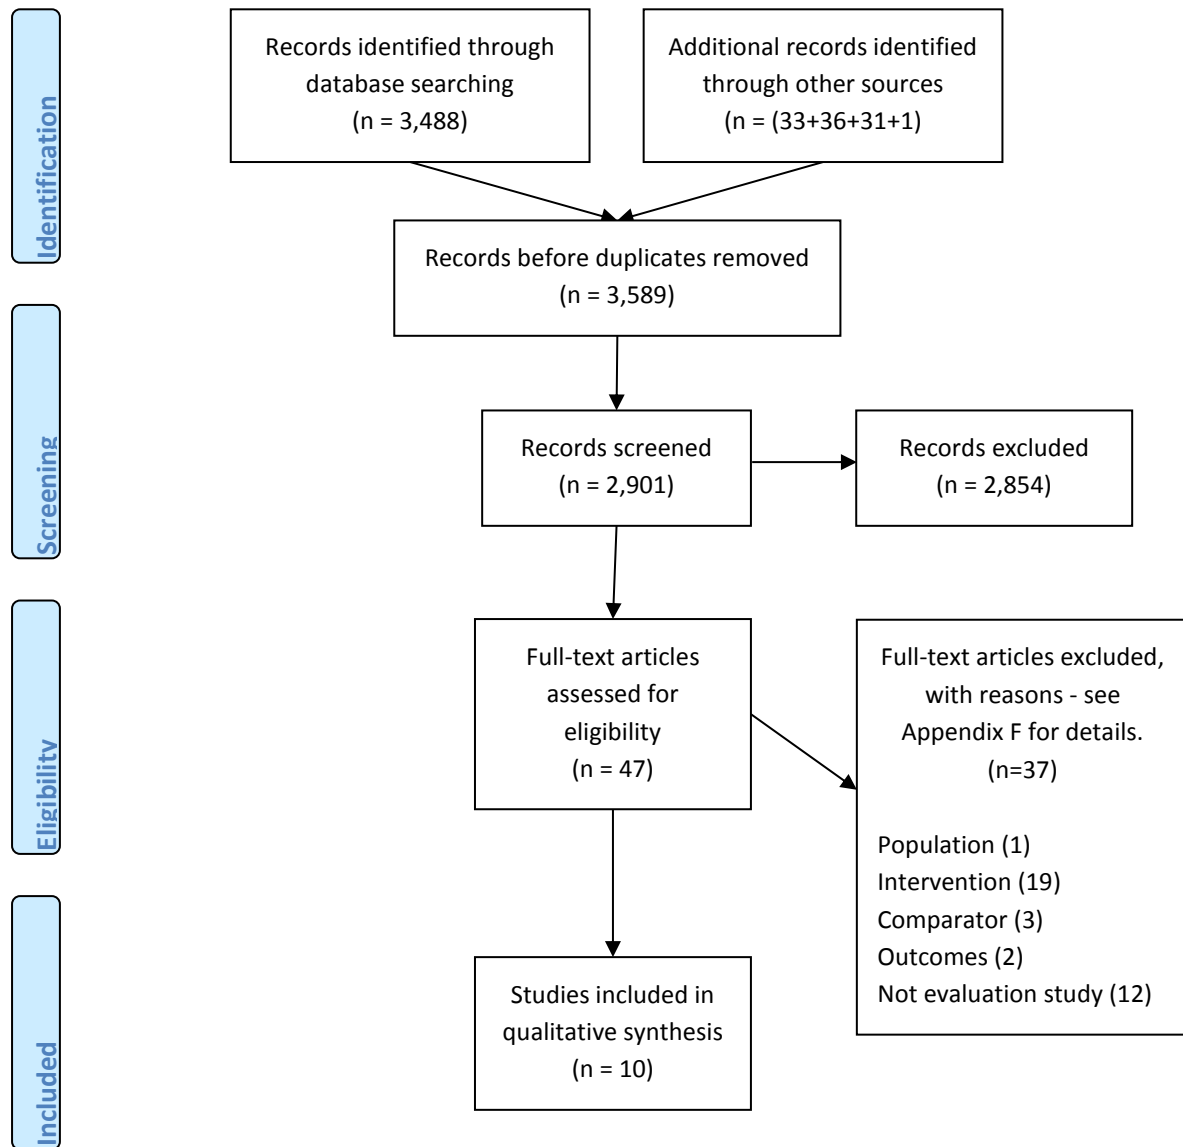 Identification
Records identified through
database searching
(n = 3,488)
Additional records identified
through other sources
(n = (33+36+31+1)
Records before duplicates removed
(n = 3,589)
Screening
Records screened
(n = 2,901)
Records excluded
(n = 2,854)
Eligibility
Full-text articles
assessed for
eligibility
(n = 47)
Full-text articles excluded,
with reasons - see
Appendix F for details.
(n=37)
Population (1)
Intervention (19)
Comparator (3)
Outcomes (2)
Not evaluation study (12)
Included
Studies included in
qualitative synthesis
(n = 10)